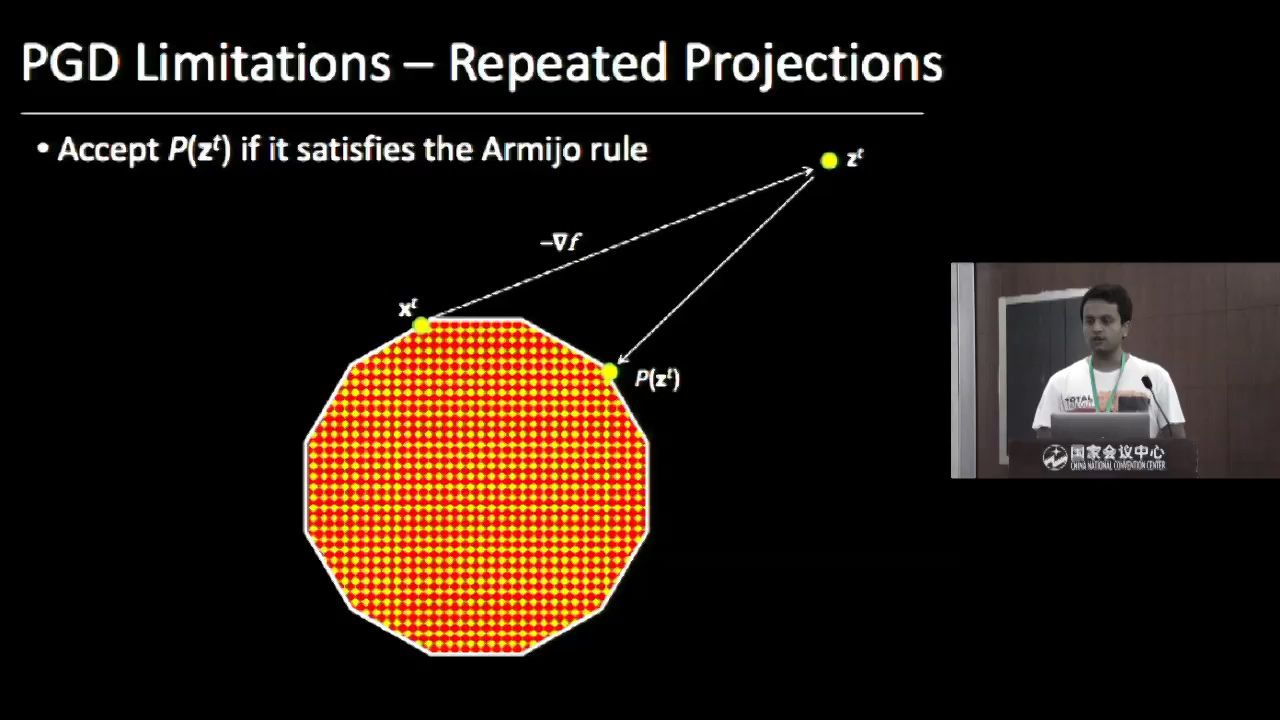 PGD Limitations – Repeated Projections
• Accept P(zᵗ) if it satisfies the Armijo rule
zᵗ
–∇f
xᵗ
P(zᵗ)
TOTAL
国家会议中心
CHINA NATIONAL CONVENTION CENTER